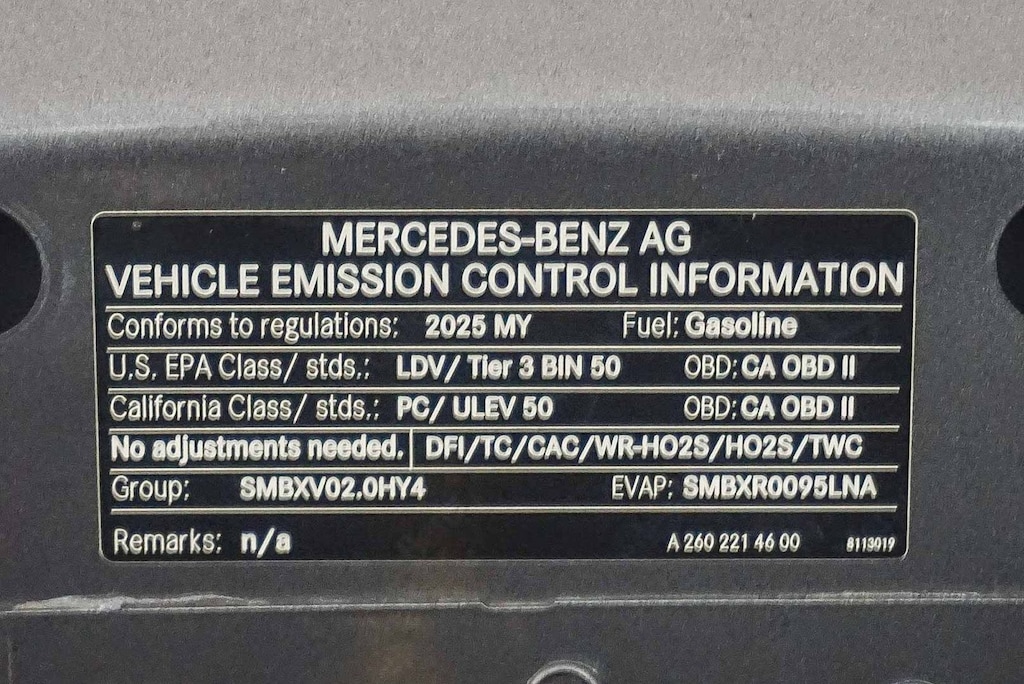 MERCEDES-BENZ AG
VEHICLE EMISSION CONTROL INFORMATION
Conforms to regulations: 2025 MY Fuel: Gasoline
U.S. EPA Class/ stds.: LDV/ Tier 3 BIN 50 OBD: CA OBD II
California Class/ stds.: PC/ ULEV 50 OBD: CA OBD II
No adjustments needed. DFI/TC/CAC/WR-HO2S/HO2S/TWC
Group: SMBXV02.0HY4 EVAP: SMBXR0095LNA
Remarks: n/a A 260 221 46 00 8113019